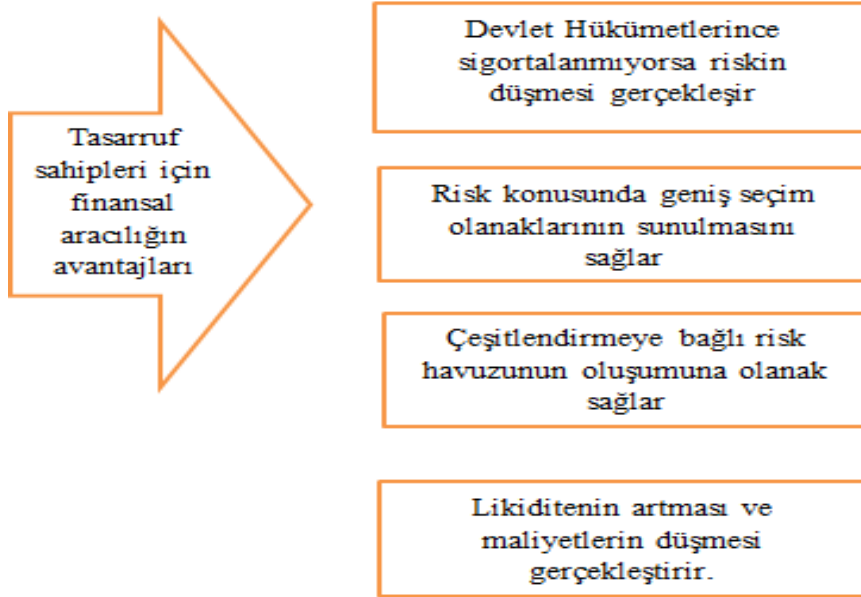 Tasarruf
sahipleri için
finansal
aracılığın
avantajları
Devlet Hükümetlerince
sigortalanmıyorsa riskin
düşmesi gerçekleşir
Risk konusunda geniş seçim
olanaklarının sunulmasını
sağlar
Çeşitlendirmeye bağlı risk
havuzunun oluşumuna olanak
sağlar
Likiditenin artması ve
maliyetlerin düşmesi
gerçekleştirir.